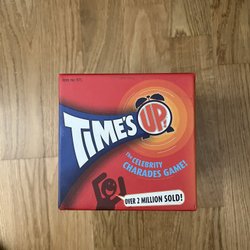 TIME'S UP!
THE CELEBRITY
CHARADES GAME!
OVER 2 MILLION SOLD!